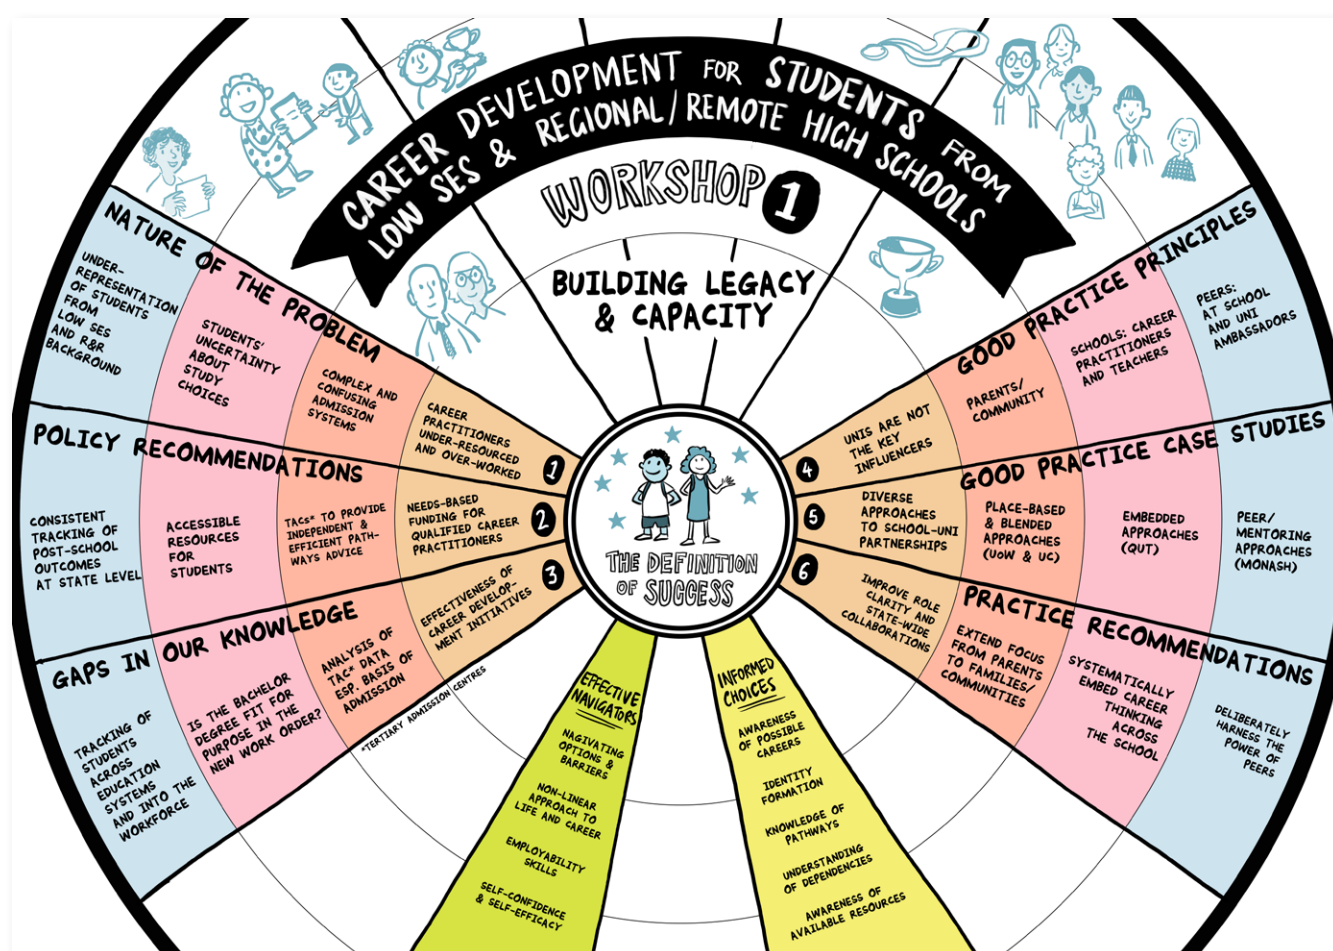 CAREER DEVELOPMENT FOR STUDENTS FROM
LOW SES & REGIONAL/REMOTE HIGH SCHOOLS
WORKSHOP 1
BUILDING LEGACY
& CAPACITY
NATURE OF THE PROBLEM
UNDER-
REPRESENTATION
OF STUDENTS
FROM
LOW SES
AND R&R
BACKGROUND
STUDENTS'
UNCERTAINTY
ABOUT
STUDY
CHOICES
COMPLEX AND
CONFUSING
ADMISSION
SYSTEMS
CAREER
PRACTITIONERS
UNDER-RESOURCED
AND OVER-WORKED
1
POLICY RECOMMENDATIONS
CONSISTENT
TRACKING OF
POST-SCHOOL
OUTCOMES
AT STATE LEVEL
ACCESSIBLE
RESOURCES
FOR
STUDENTS
TACs* TO PROVIDE
INDEPENDENT &
EFFICIENT PATH-
WAYS ADVICE
NEEDS-BASED
FUNDING FOR
QUALIFIED CAREER
PRACTITIONERS
2
GAPS IN OUR KNOWLEDGE
TRACKING OF
STUDENTS
ACROSS
EDUCATION
SYSTEMS
AND INTO THE
WORKFORCE
IS THE BACHELOR
DEGREE FIT FOR
PURPOSE IN THE
NEW WORK ORDER?
ANALYSIS OF
TAC* DATA
ESP. BASIS OF
ADMISSION
EFFECTIVENESS OF
CAREER DEVELOP-
MENT INITIATIVES
3
*TERTIARY ADMISSION CENTRES
THE DEFINITION
OF SUCCESS
GOOD PRACTICE PRINCIPLES
4
UNIS ARE NOT
THE KEY
INFLUENCERS
PARENTS/
COMMUNITY
SCHOOLS: CAREER
PRACTITIONERS
AND TEACHERS
PEERS:
AT SCHOOL
AND UNI
AMBASSADORS
GOOD PRACTICE CASE STUDIES
5
DIVERSE
APPROACHES
TO SCHOOL-UNI
PARTNERSHIPS
PLACE-BASED
& BLENDED
APPROACHES
(UoW & UC)
EMBEDDED
APPROACHES
(QUT)
PEER/
MENTORING
APPROACHES
(MONASH)
PRACTICE RECOMMENDATIONS
6
IMPROVE ROLE
CLARITY AND
STATE-WIDE
COLLABORATIONS
EXTEND FOCUS
FROM PARENTS
TO FAMILIES/
COMMUNITIES
SYSTEMATICALLY
EMBED CAREER
THINKING
ACROSS
THE SCHOOL
DELIBERATELY
HARNESS THE
POWER OF
PEERS
EFFECTIVE
NAVIGATORS
NAGIVATING
OPTIONS &
BARRIERS
NON-LINEAR
APPROACH TO
LIFE AND CAREER
EMPLOYABILITY
SKILLS
SELF-CONFIDENCE
& SELF-EFFICACY
INFORMED
CHOICES
AWARENESS
OF POSSIBLE
CAREERS
IDENTITY
FORMATION
KNOWLEDGE OF
PATHWAYS
UNDERSTANDING
OF DEPENDENCIES
AWARENESS OF
AVAILABLE RESOURCES